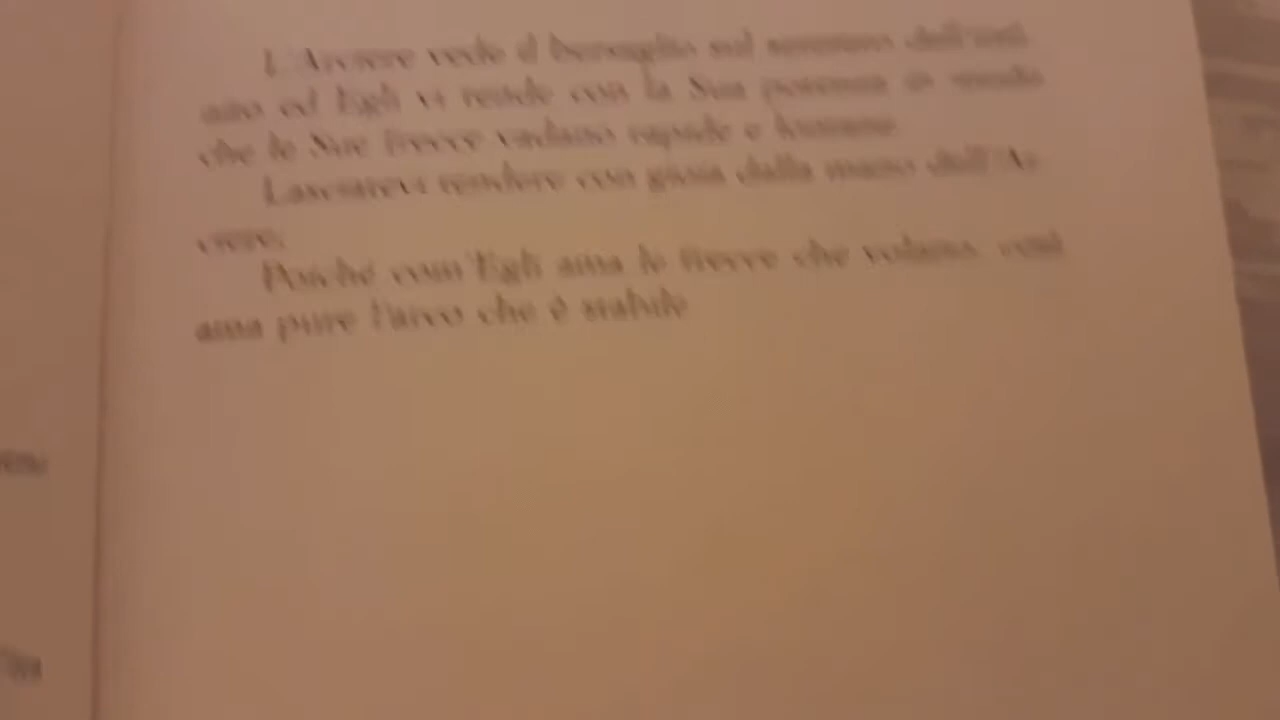 L'Arciere vede il bersaglio sul sentiero dell'infi
nito ed Egli vi tende con la Sua potenza in modo
che le Sue frecce vadano rapide e lontane.
Lasciatevi tendere con gioia dalla mano dell'Ar
ciere;
Poiché com'Egli ama le frecce che volano, così
ama pure l'arco che è stabile